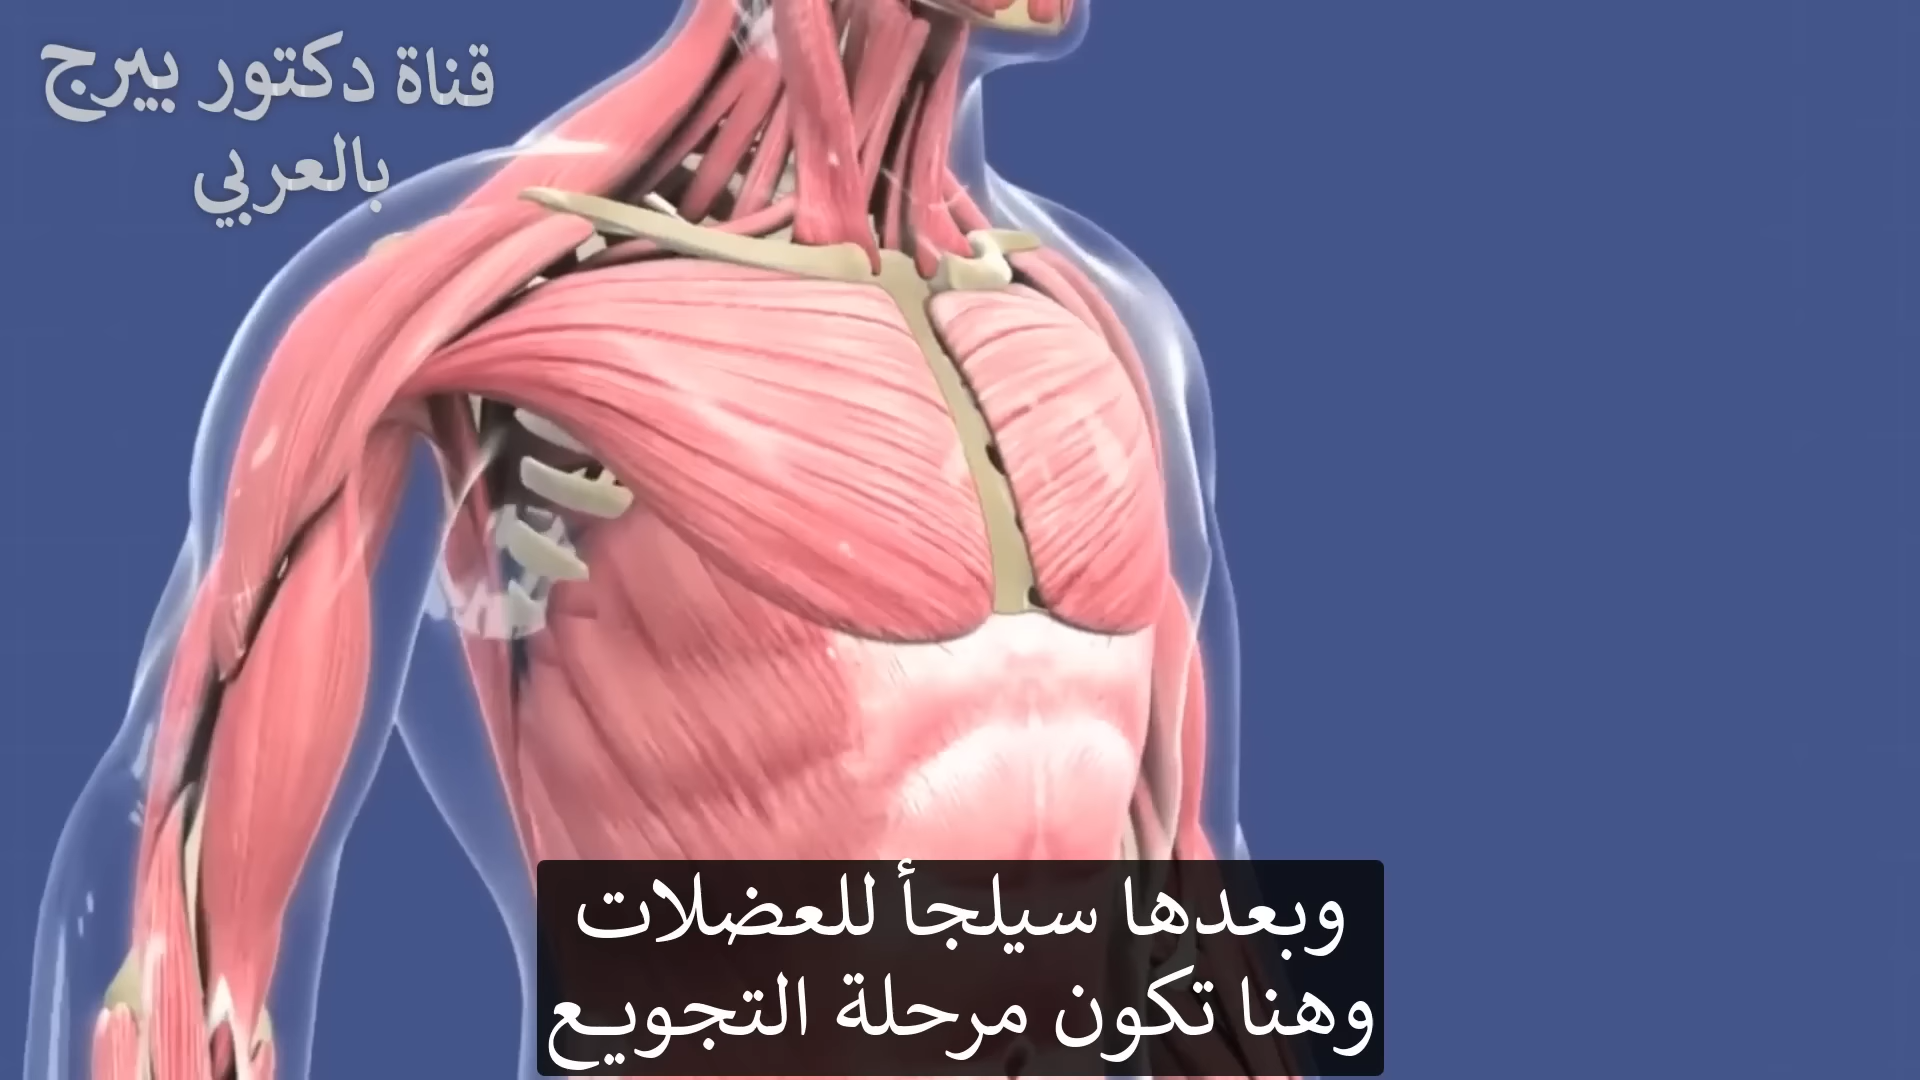 قناة دكتور بيرج
بالعربي
وبعدها سيلجأ للعضلات
وهنا تكون مرحلة التجويع